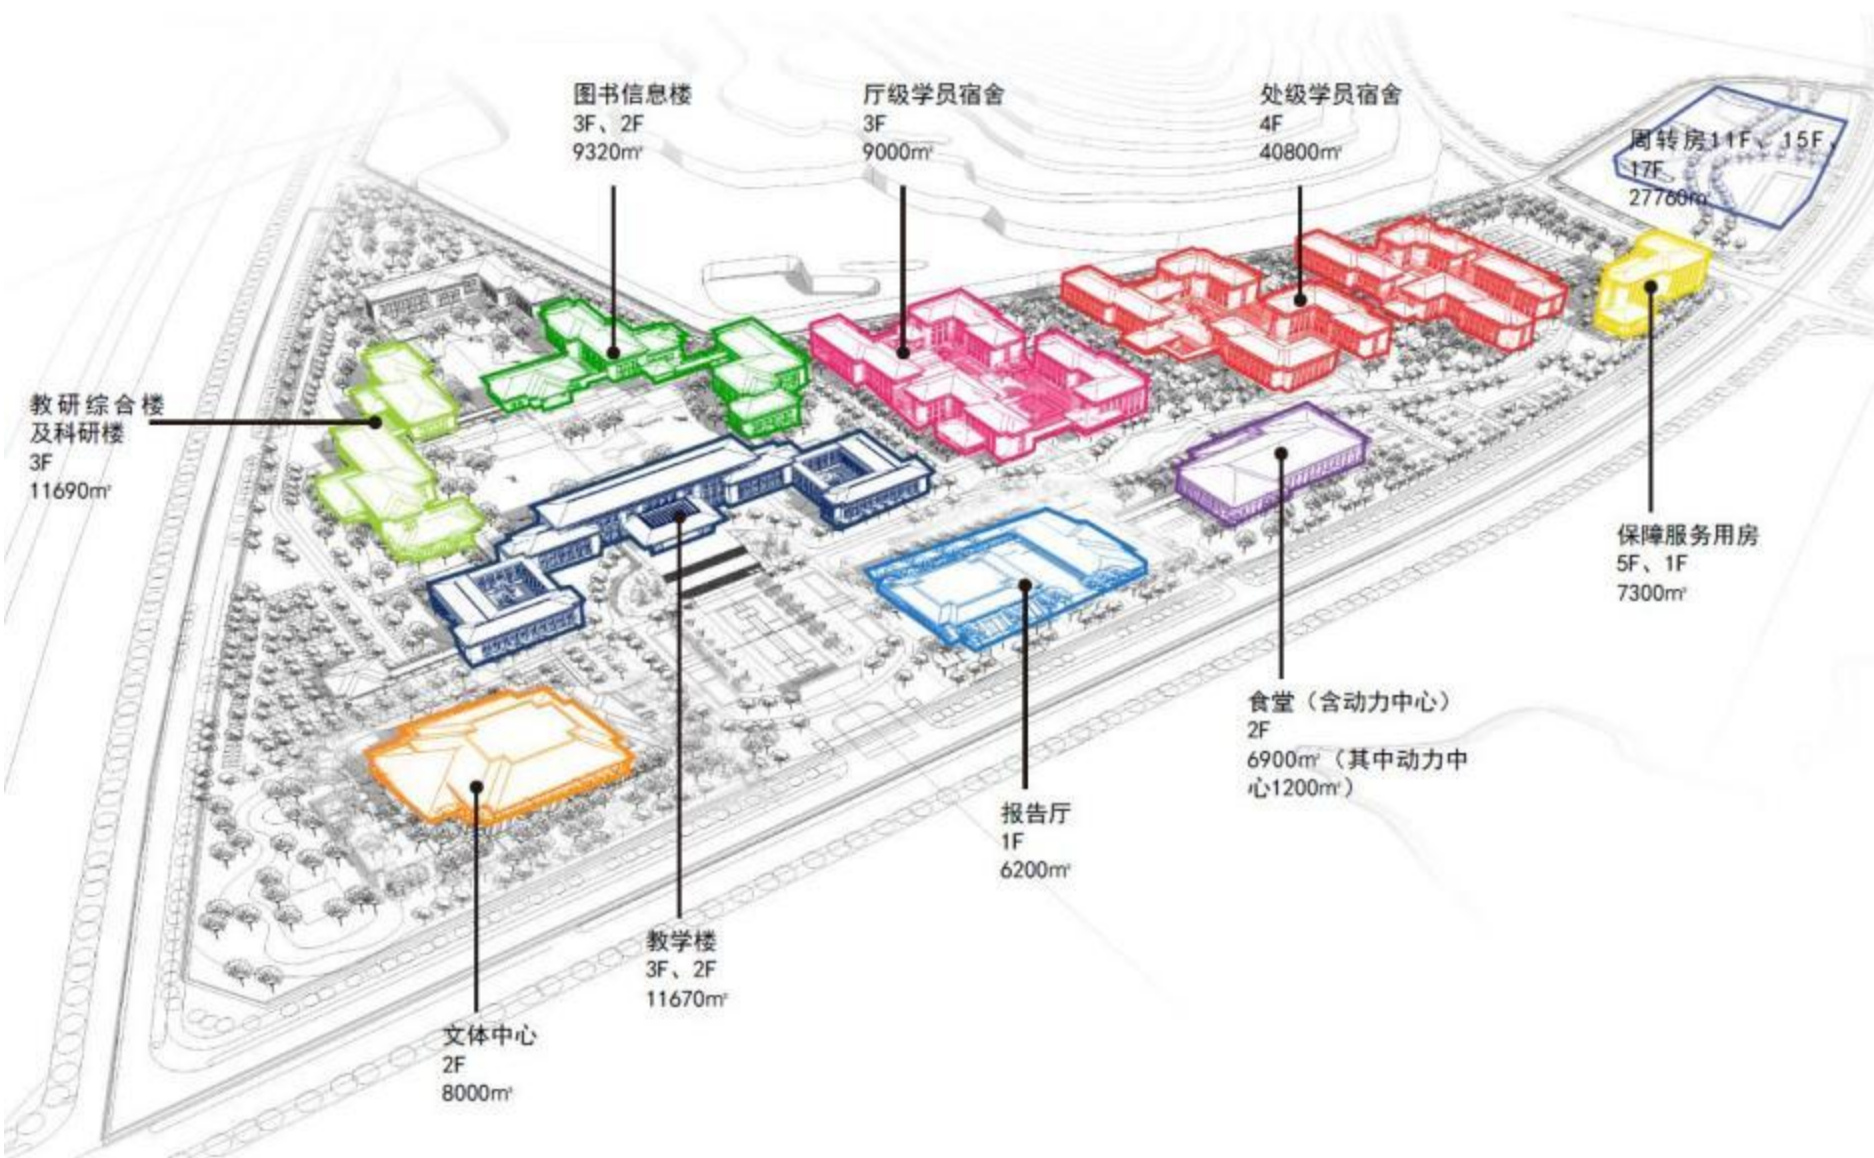 图书信息楼
3F、2F
9320㎡
厅级学员宿舍
3F
9000㎡
处级学员宿舍
4F
40800㎡
周转房11F、15F、
17F
27760㎡
教研综合楼
及科研楼
3F
11690㎡
保障服务用房
5F、1F
7300㎡
食堂（含动力中心）
2F
6900㎡（其中动力中
心1200㎡）
报告厅
1F
6200㎡
教学楼
3F、2F
11670㎡
文体中心
2F
8000㎡